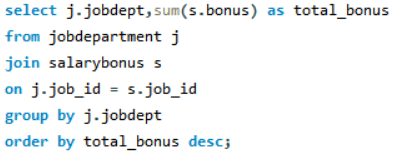 select j.jobdept,sum(s.bonus) as total_bonus
from jobdepartment j
join salarybonus s
on j.job_id = s.job_id
group by j.jobdept
order by total_bonus desc;